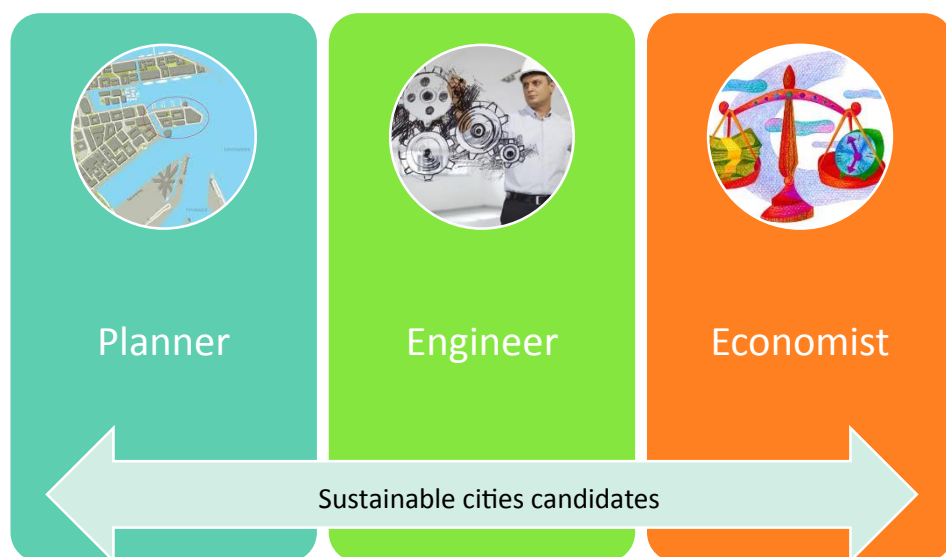 Planner
Engineer
Economist
Sustainable cities candidates